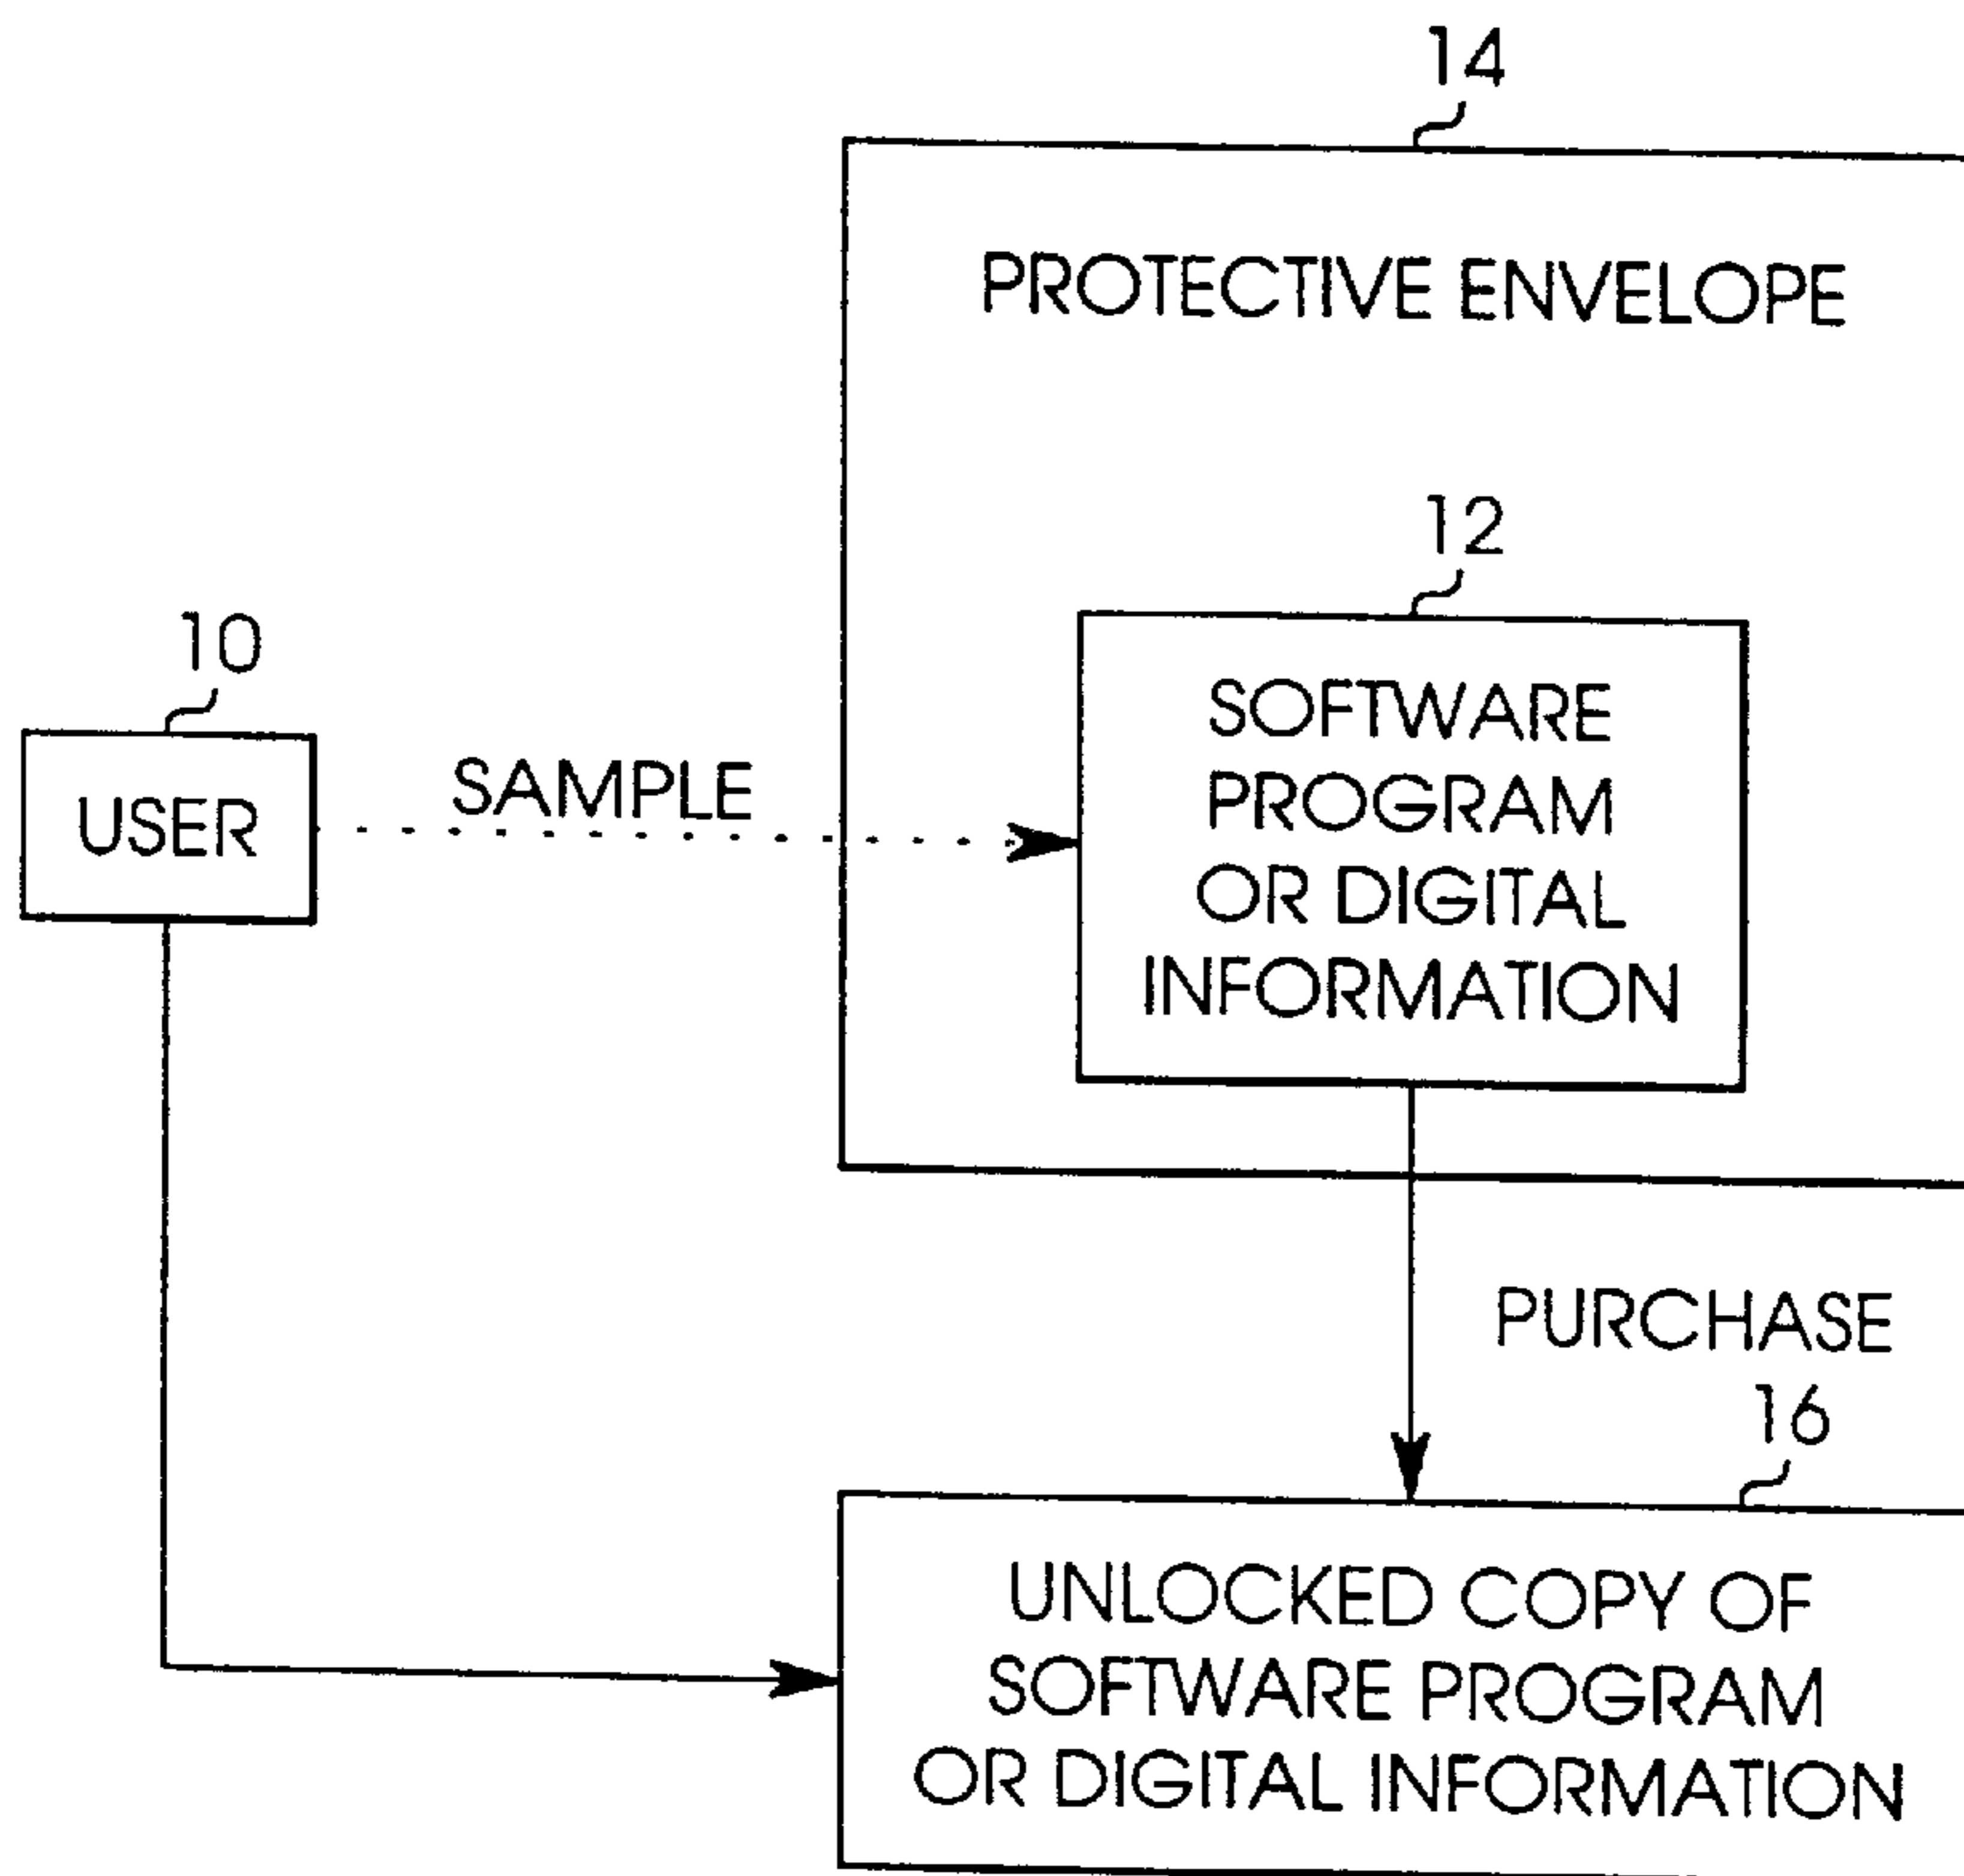 14
PROTECTIVE ENVELOPE
12
10
SOFTWARE
PROGRAM
OR DIGITAL
INFORMATION
USER
SAMPLE
PURCHASE
16
UNLOCKED COPY OF
SOFTWARE PROGRAM
OR DIGITAL INFORMATION